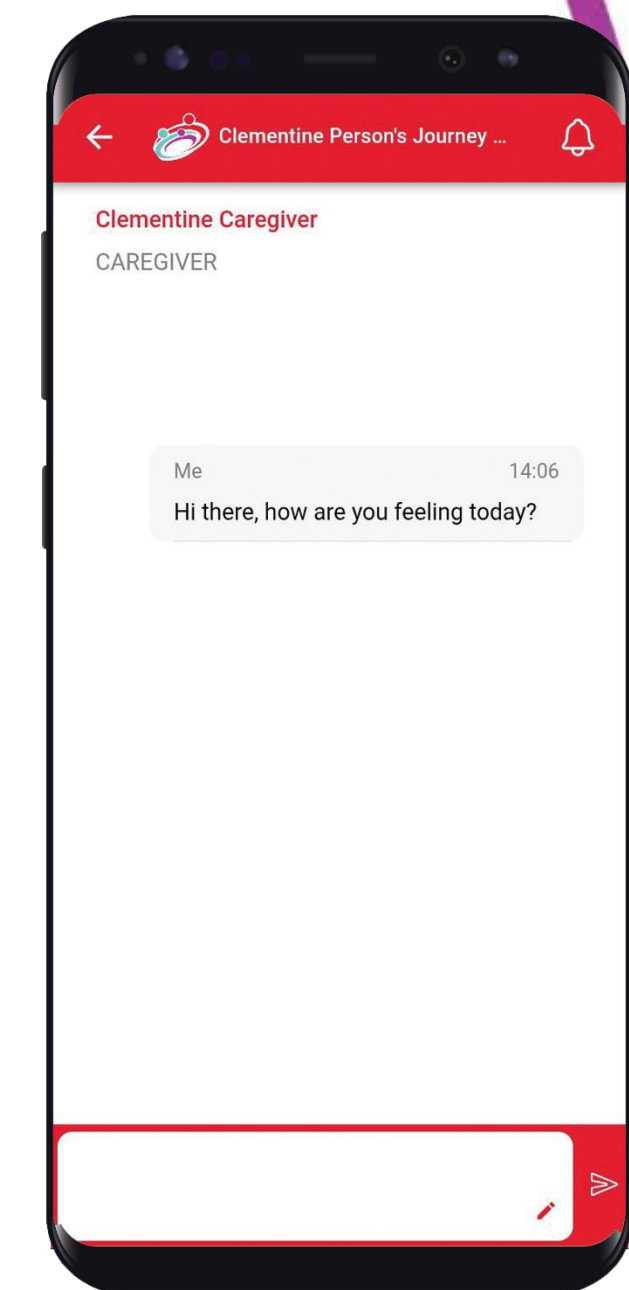 Clementine Person's Journey ...
Clementine Caregiver
CAREGIVER
Me 14:06
Hi there, how are you feeling today?